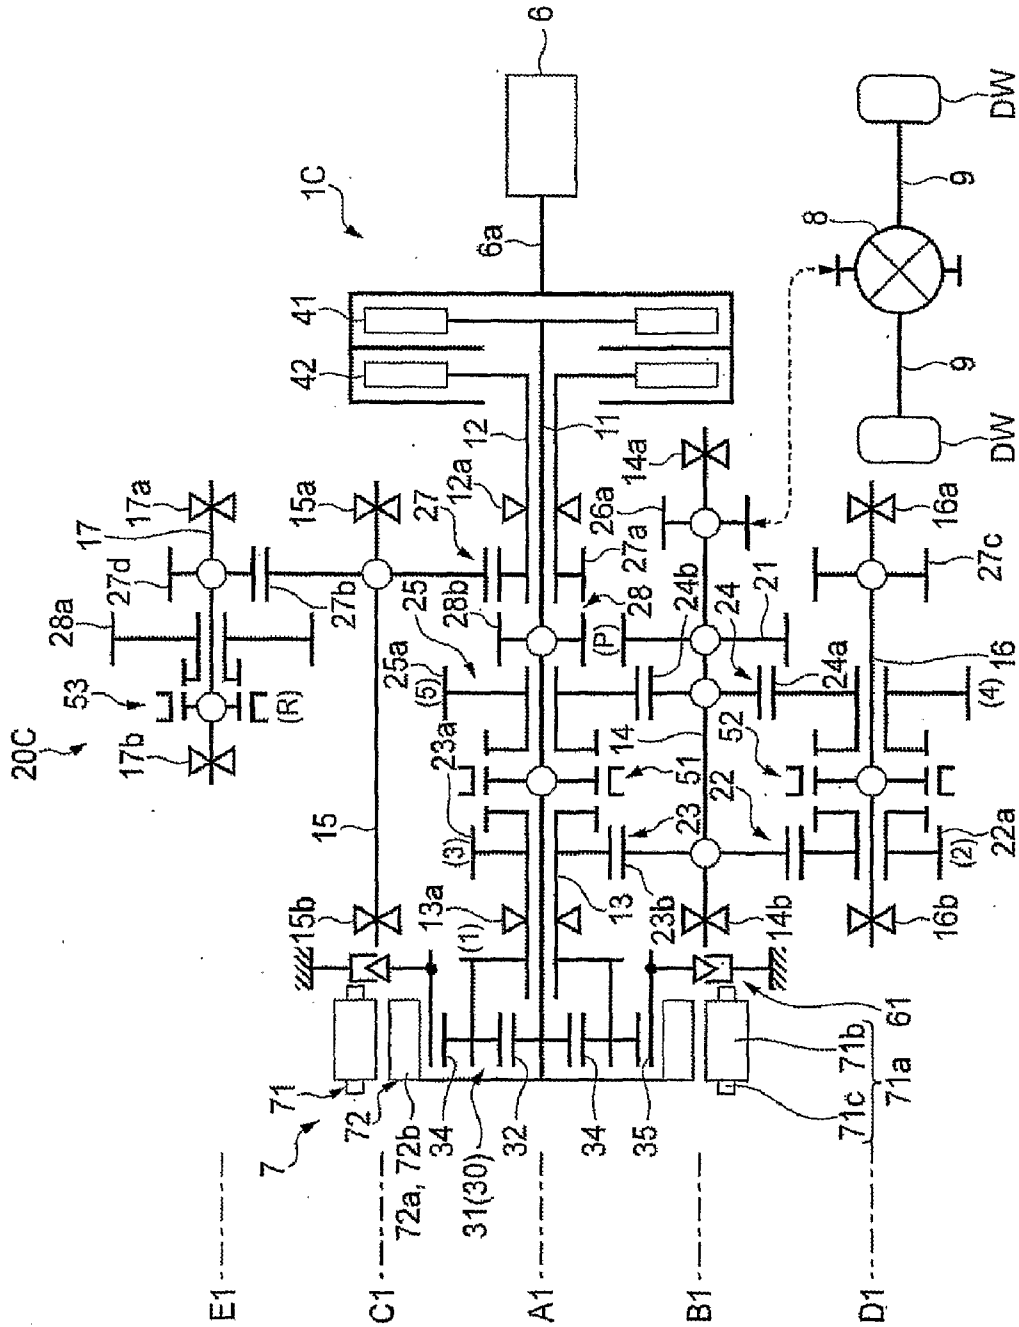 20C
1C
6
6a
41
42
12
11
12a
17a
17
27d
28a
53
(R)
17b
27b
15a
27
27a
28b
28
(P)
25
25a
(5)
24b
24
24a
21
26a
14a
14
23a
(3)
51
52
22
23
23b
13
13a
(1)
15
15b
14b
16b
22a
(2)
(4)
16
16a
27c
8
9
9
DW
DW
7
71
72
72a, 72b
34
31(30)
32
34
35
61
71b
71c
71a
E1
C1
A1
B1
D1